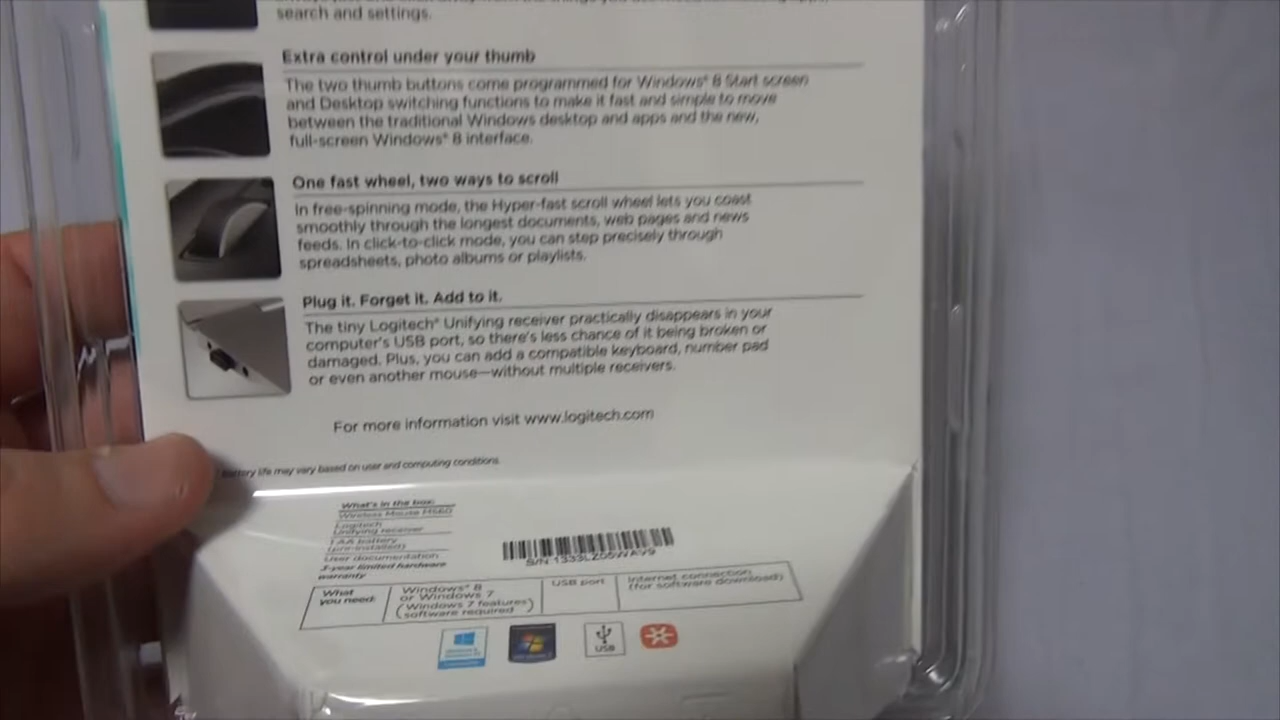 search and settings.
Extra control under your thumb
The two thumb buttons come programmed for Windows® 8 Start screen
and Desktop switching functions to make it fast and simple to move
between the traditional Windows desktop and apps and the new,
full-screen Windows® 8 interface.
One fast wheel, two ways to scroll
In free-spinning mode, the Hyper-fast scroll wheel lets you coast
smoothly through the longest documents, web pages and news
feeds. In click-to-click mode, you can step precisely through
spreadsheets, photo albums or playlists.
Plug it. Forget it. Add to it.
The tiny Logitech® Unifying receiver practically disappears in your
computer's USB port, so there's less chance of it being broken or
damaged. Plus, you can add a compatible keyboard, number pad
or even another mouse—without multiple receivers.
For more information visit www.logitech.com
Battery life may vary based on user and computing conditions.
What's in the box:
Wireless Mouse M560
Logitech
Unifying receiver
1 AA battery
(pre-installed)
User documentation
3-year limited hardware
warranty
What
you need:
Windows® 8
or Windows 7
(Windows 7 features
software required)
USB port
Internet connection
(for software download)
USB